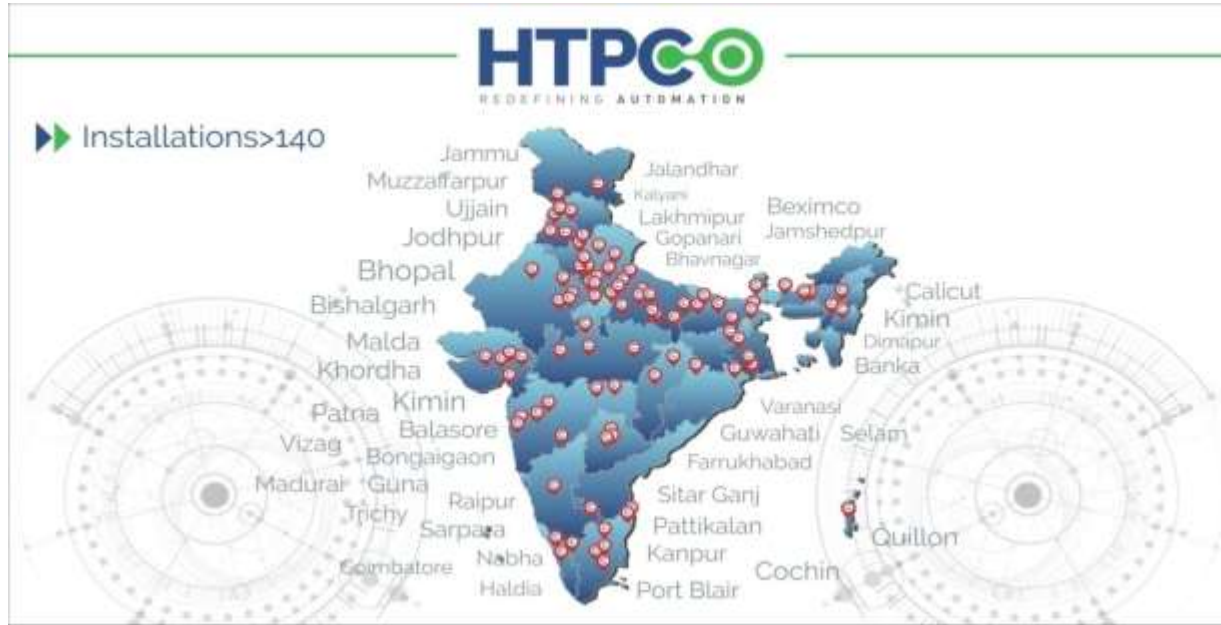 HTPCO
REDEFINING AUTOMATION
Installations>140
Jammu
Muzzaffarpur
Ujjain
Jodhpur
Bhopal
Bishalgarh
Malda
Khordha
Kimin
Patna
Balasore
Vizag
Bongaigaon
Madurai
Guna
Raipur
Trichy
Sarpara
Nabha
Coimbatore
Haldia
Jalandhar
Kalyani
Lakhmipur
Gopanari
Bhavnagar
Beximco
Jamshedpur
Calicut
Kimin
Dimapur
Banka
Varanasi
Guwahati
Selam
Farrukhabad
Sitar Ganj
Pattikalan
Quillon
Kanpur
Cochin
Port Blair